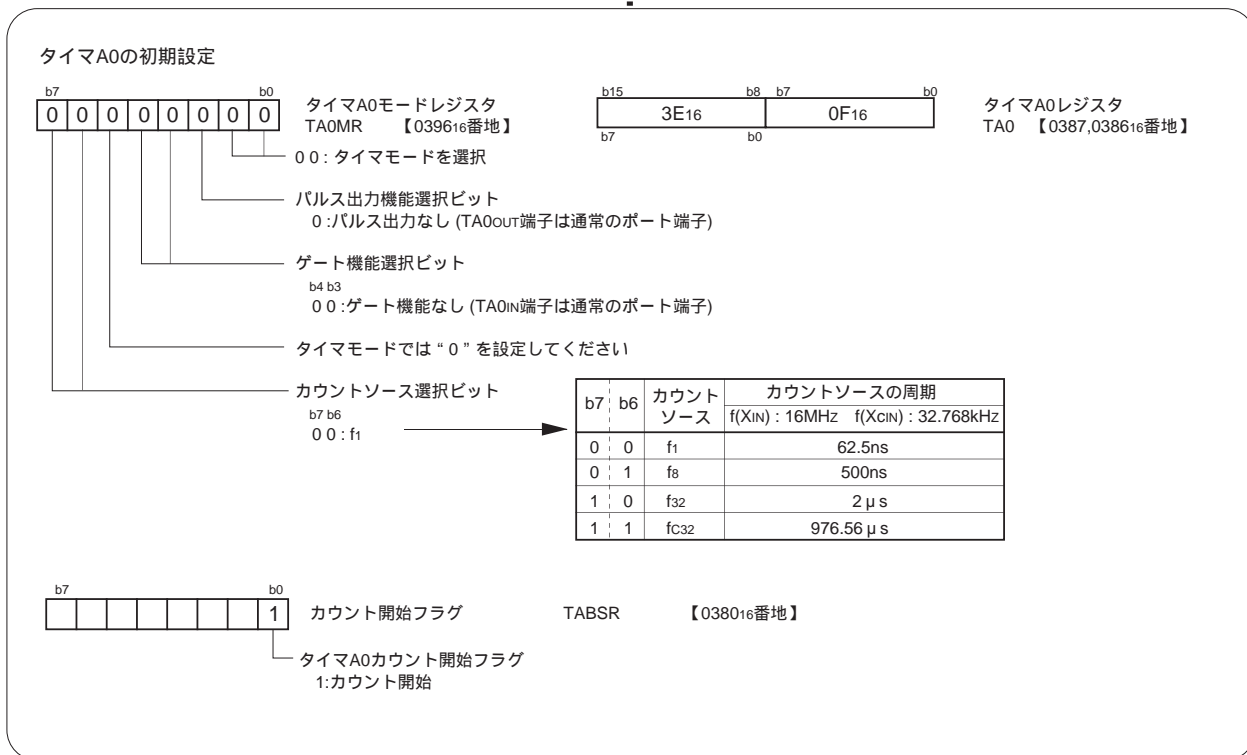 タイマA0の初期設定
b7 b0
0 0 0 0 0 0 0 0
タイマA0モードレジスタ
TA0MR 【039616番地】
b15 b8 b7 b0
3E16 0F16
b7 b0
タイマA0レジスタ
TA0 【0387,038616番地】
0 0 : タイマモードを選択
パルス出力機能選択ビット
0 :パルス出力なし (TA0OUT端子は通常のポート端子)
ゲート機能選択ビット
b4 b3
0 0 :ゲート機能なし (TA0IN端子は通常のポート端子)
タイマモードでは “ 0 ” を設定してください
カウントソース選択ビット
b7 b6
0 0 : f1
b7 b6 カウントソース カウントソースの周期
f(XIN) : 16MHz f(XCIN) : 32.768kHz
0 0 f1 62.5ns
0 1 f8 500ns
1 0 f32 2 µ s
1 1 fC32 976.56 µ s
b7 b0
1
カウント開始フラグ TABSR 【038016番地】
タイマA0カウント開始フラグ
1:カウント開始